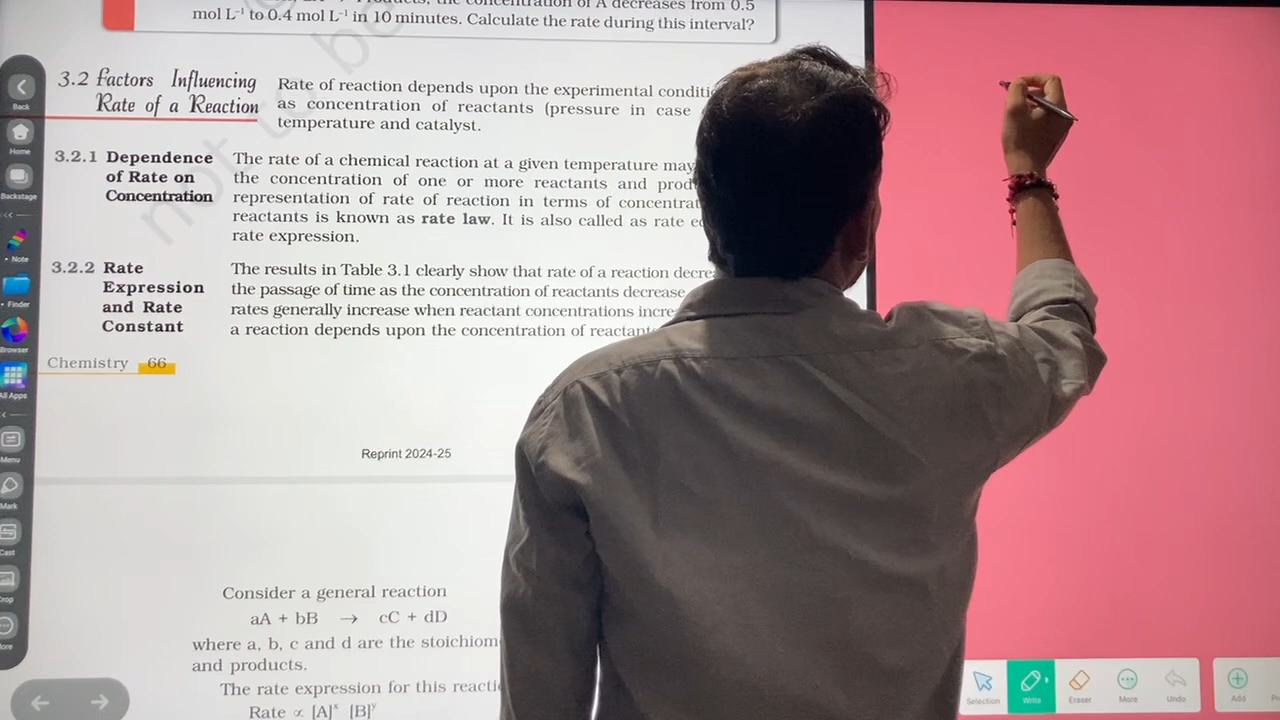 mol L⁻¹ to 0.4 mol L⁻¹ in 10 minutes. Calculate the rate during this interval?
3.2 Factors Influencing
Rate of a Reaction
Rate of reaction depends upon the experimental
as concentration of reactants (pressure in case
temperature and catalyst.
3.2.1 Dependence
of Rate on
Concentration
The rate of a chemical reaction at a given temperature may
the concentration of one or more reactants and
representation of rate of reaction in terms of
reactants is known as rate law. It is also called as rate
rate expression.
3.2.2 Rate
Expression
and Rate
Constant
The results in Table 3.1 clearly show that rate of a reaction
the passage of time as the concentration of reactants decrease
rates generally increase when reactant concentrations
a reaction depends upon the concentration of
Chemistry 66
Reprint 2024-25
Consider a general reaction
aA + bB → cC + dD
where a, b, c and d are the
and products.
The rate expression for this
Rate ∝ [A]ˣ [B]ʸ
not
Back
Home
Backstage
Note
Finder
Browser
All Apps
Menu
Mark
Cast
Selection
Write
Eraser
More
Undo
Add